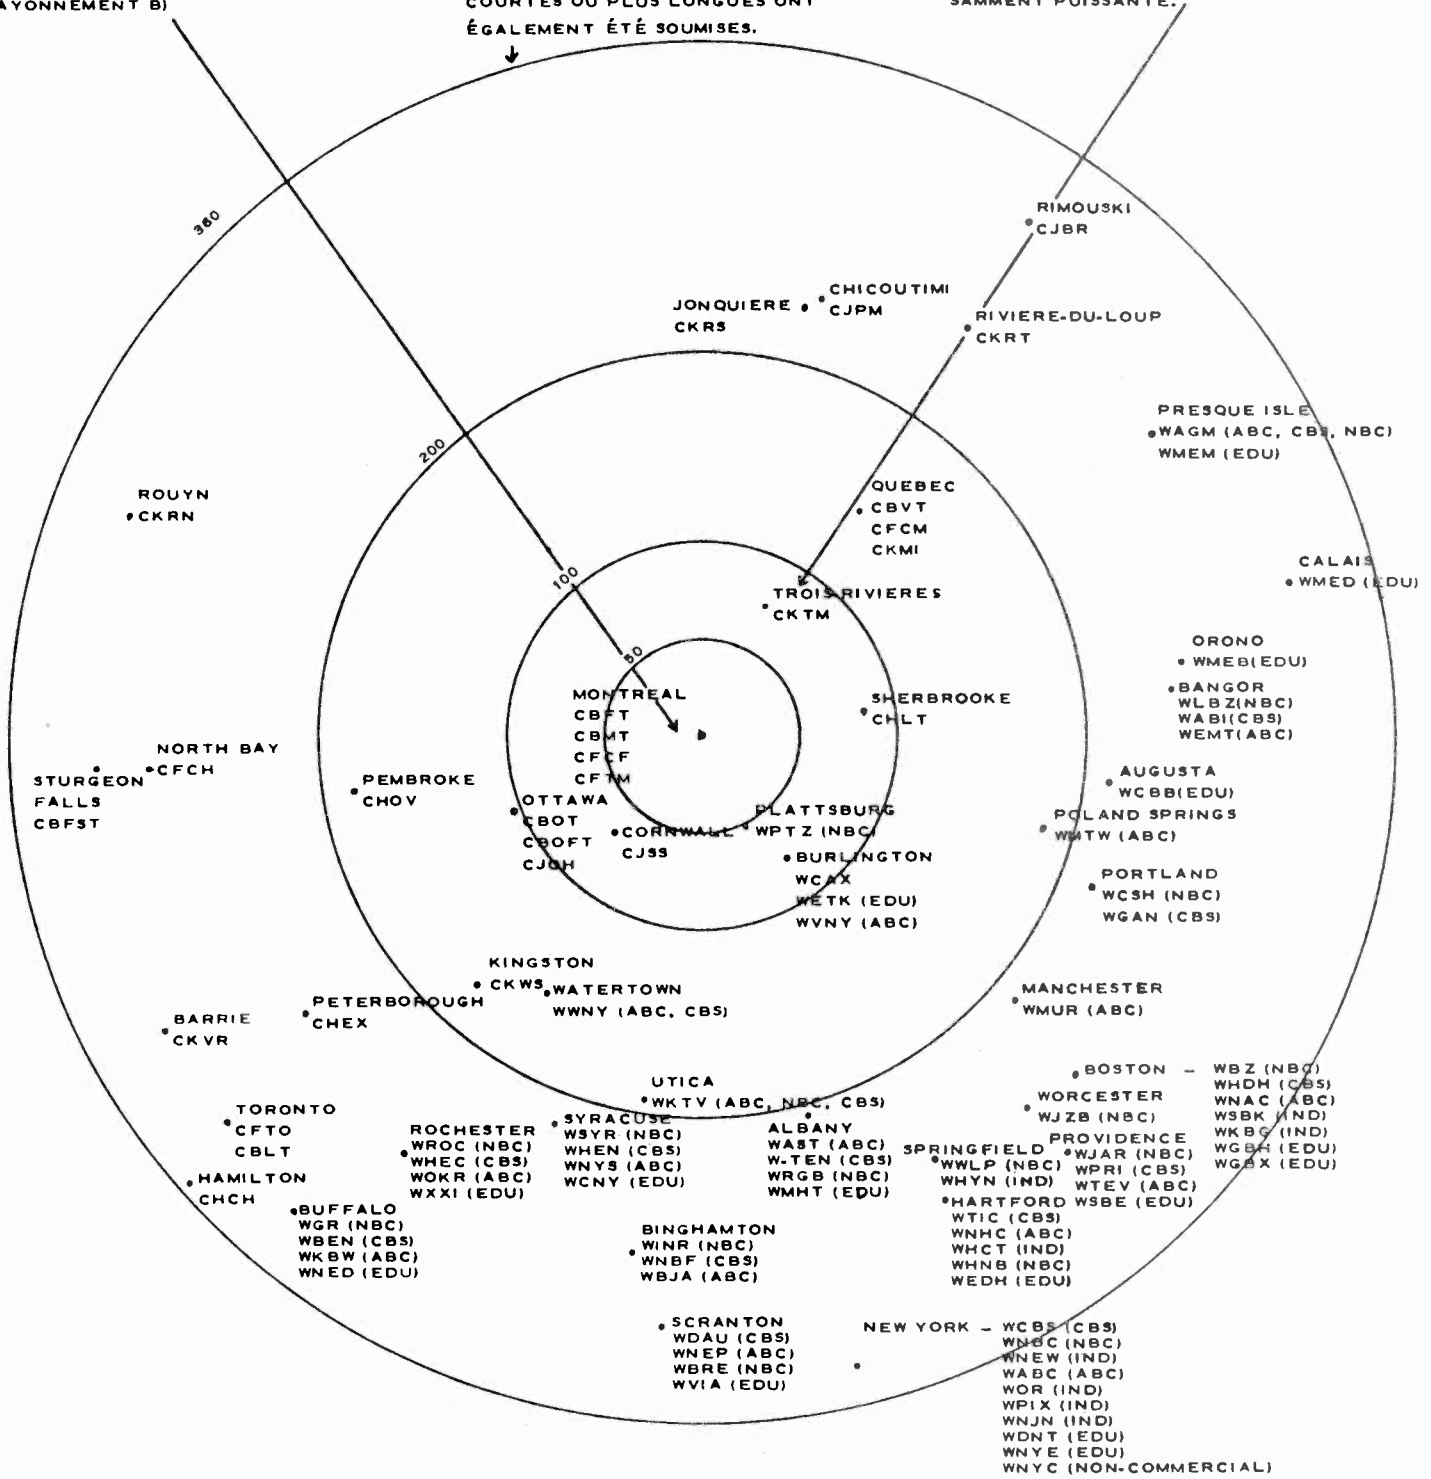 AYONNEMENT B)
COURTES OU PLUS LONGUES ONT
ÉGALEMENT ÉTÉ SOUMISES.
SAMMENT PUISSANTE.
360
200
100
50
RIMOUSKI
CJBR
CHICOUTIMI
CJPM
JONQUIERE
CKRS
RIVIERE-DU-LOUP
CKRT
PRESQUE ISLE
WAGM (ABC, CBS, NBC)
WMEM (EDU)
ROUYN
CKRN
QUEBEC
CBVT
CFCM
CKMI
CALAIS
WMED (EDU)
TROIS-RIVIERES
CKTM
ORONO
WMEB(EDU)
BANGOR
WLBZ(NBC)
WABI(CBS)
WEMT(ABC)
MONTREAL
CBFT
CBMT
CFCF
CFTM
SHERBROOKE
CHLT
NORTH BAY
CFCH
STURGEON
FALLS
CBFST
PEMBROKE
CHOV
OTTAWA
CBOT
CBOFT
CJOH
CORNWALL
CJSS
PLATTSBURG
WPTZ (NBC)
BURLINGTON
WCAX
WETK (EDU)
WVNY (ABC)
AUGUSTA
WCBB(EDU)
POLAND SPRINGS
WMTW (ABC)
PORTLAND
WCSH (NBC)
WGAN (CBS)
KINGSTON
CKWS
WATERTOWN
WWNY (ABC, CBS)
PETERBOROUGH
CHEX
BARRIE
CKVR
MANCHESTER
WMUR (ABC)
UTICA
WKTV (ABC, NBC, CBS)
BOSTON – WBZ (NBC)
WHDH (CBS)
WNAC (ABC)
WSBK (IND)
WKBG (IND)
WGBH (EDU)
WGBX (EDU)
WORCESTER
WJZB (NBC)
TORONTO
CFTO
CBLT
ROCHESTER
WROC (NBC)
WHEC (CBS)
WOKR (ABC)
WXXI (EDU)
SYRACUSE
WSYR (NBC)
WHEN (CBS)
WNYS (ABC)
WCNY (EDU)
ALBANY
WAST (ABC)
W-TEN (CBS)
WRGB (NBC)
WMHT (EDU)
SPRINGFIELD
WWLP (NBC)
WHYN (IND)
PROVIDENCE
WJAR (NBC)
WPRI (CBS)
WTEV (ABC)
WSBE (EDU)
HAMILTON
CHCH
HARTFORD
WTIC (CBS)
WNHC (ABC)
WHCT (IND)
WHNB (NBC)
WEDH (EDU)
BUFFALO
WGR (NBC)
WBEN (CBS)
WKBW (ABC)
WNED (EDU)
BINGHAMTON
WINR (NBC)
WNBF (CBS)
WBJA (ABC)
SCRANTON
WDAU (CBS)
WNEP (ABC)
WBRE (NBC)
WVIA (EDU)
NEW YORK – WCBS (CBS)
WNBC (NBC)
WNEW (IND)
WABC (ABC)
WOR (IND)
WPIX (IND)
WNJN (IND)
WDNT (EDU)
WNYE (EDU)
WNYC (NON-COMMERCIAL)